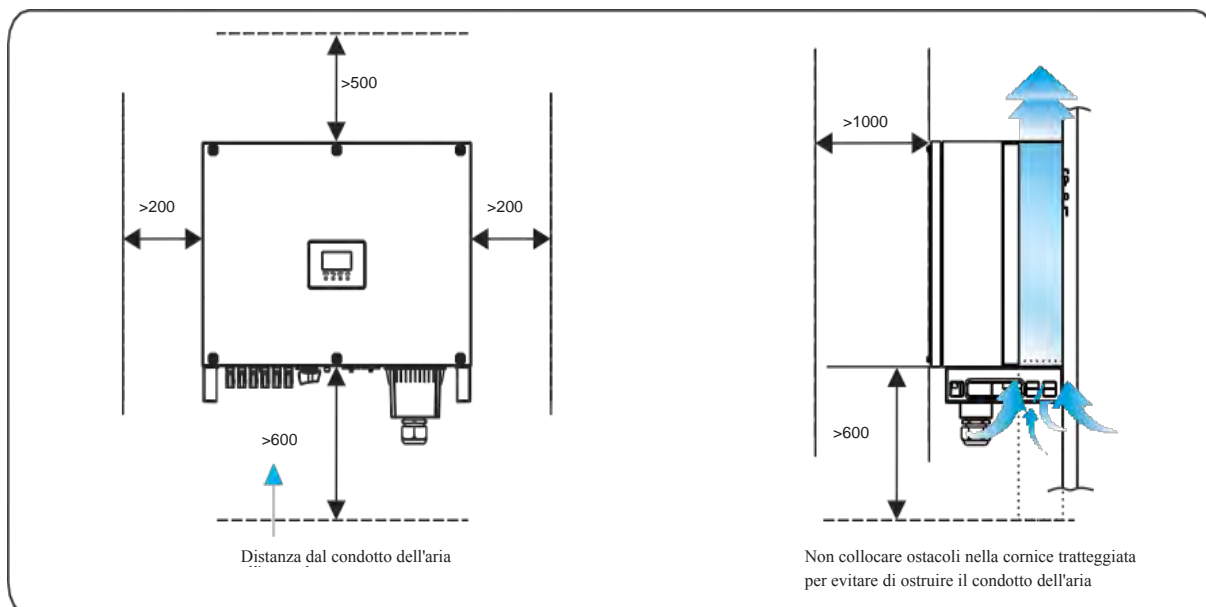 >500
>200
>200
>600
Distanza dal condotto dell'aria
>1000
>600
Non collocare ostacoli nella cornice tratteggiata
per evitare di ostruire il condotto dell'aria